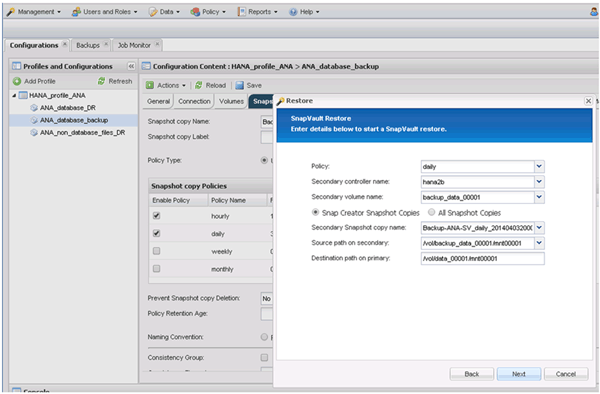 Management Users and Roles Data Policy Reports Help
Configurations Backups Job Monitor
Profiles and Configurations
Add Profile Refresh
HANA_profile_ANA
ANA_database_DR
ANA_database_backup
ANA_non_database_files_DR
Configuration Content : HANA_profile_ANA > ANA_database_backup
Actions Reload Save
General Connection Volumes
Snapshot copy Name:
Snapshot copy Label:
Policy Type:
Snapshot copy Policies
Enable Policy Policy Name
hourly
daily
weekly
monthly
Prevent Snapshot copy Deletion: No
Policy Retention Age:
Naming Convention:
Consistency Group:
Restore
SnapVault Restore
Enter details below to start a SnapVault restore.
Policy: daily
Secondary controller name: hana2b
Secondary volume name: backup_data_00001
Snap Creator Snapshot Copies All Snapshot Copies
Secondary Snapshot copy name: Backup-ANA-SV_daily_201404032000
Source path on secondary: /vol/backup_data_00001/mnt00001
Destination path on primary: /vol/data_00001/mnt00001
Back Next Cancel